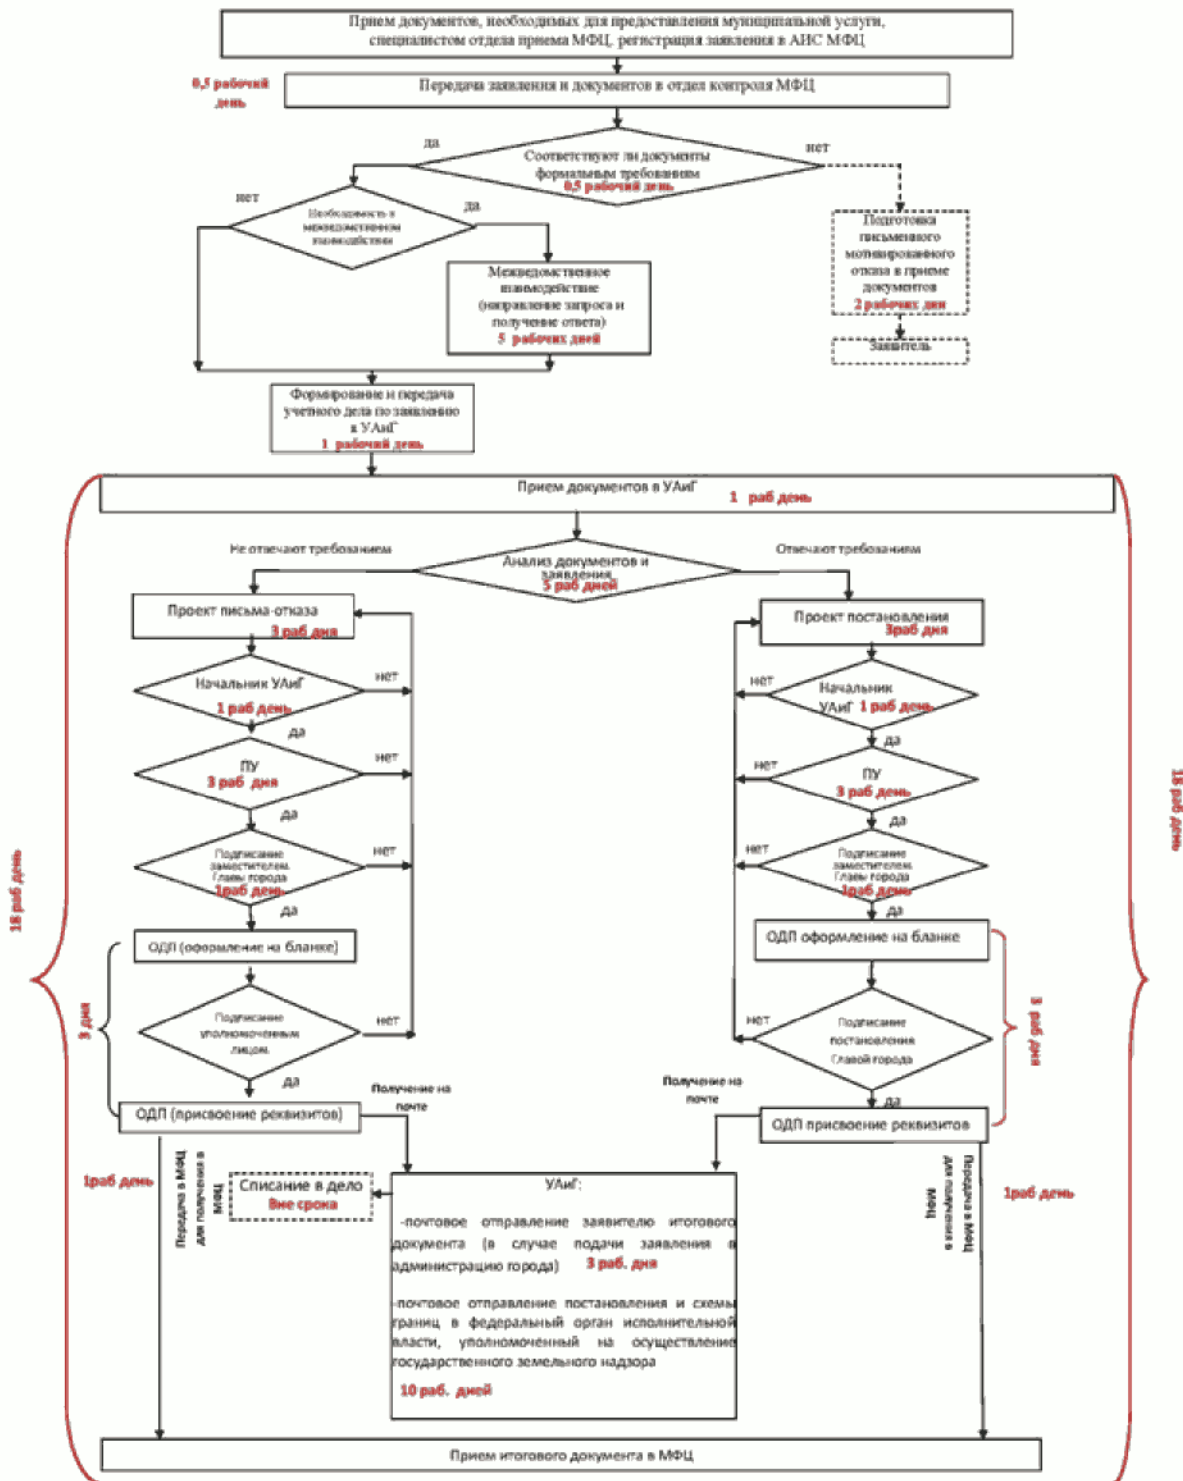 Прием документов, необходимых для предоставления муниципальной услуги,
специалистом отдела приема МФЦ, регистрация заявления в АИС МФЦ
0,5 рабочий
день
Передача заявления и документов в отдел контроля МФЦ
да
нет
Соответствуют ли документы
формальным требованиям
0,5 рабочий день
нет
да
Необходимость в
межведомственном
взаимодействии
Подготовка
письменного
мотивированного
отказа в приеме
документов
2 рабочих дня
Межведомственное
взаимодействие
(направление запроса и
получение ответа)
5 рабочих дней
Заявитель
Формирование и передача
учетного дела по заявлению
в УАиГ
1 рабочий день
Прием документов в УАиГ
1 раб день
Не отвечают требованием
Отвечают требованиям
Анализ документов и
заявления
5 раб дней
Проект письма-отказа
3 раб дня
Проект постановления
3раб дня
Начальник УАиГ
1 раб день
нет
нет
Начальник
УАиГ 1 раб день
да
да
ПУ
3 раб дня
нет
нет
ПУ
3 раб день
да
да
Подписание
заместителем
Главы города
1раб день
нет
нет
Подписание
заместителем
Главы города
1раб день
да
да
18 раб день
18 раб день
ОДП (оформление на бланке)
ОДП оформление на бланке
3 дня
3 раб дня
Подписание
уполномоченным
лицом
нет
нет
Подписание
постановления
Главой города
да
да
Получение на
почте
Получение на
почте
ОДП (присвоение реквизитов)
ОДП присвоение реквизитов
1раб день
Передача в МФЦ
для получения в
МФЦ
Списание в дело
Вне срока
УАиГ:
-почтовое отправление заявителю итогового
документа (в случае подачи заявления в
администрацию города) 3 раб. дня
-почтовое отправление постановления и схемы
границ в федеральный орган исполнительной
власти, уполномоченный на осуществление
государственного земельного надзора
10 раб. дней
Передача в МФЦ
для получения в
МФЦ
1раб день
Прием итогового документа в МФЦ